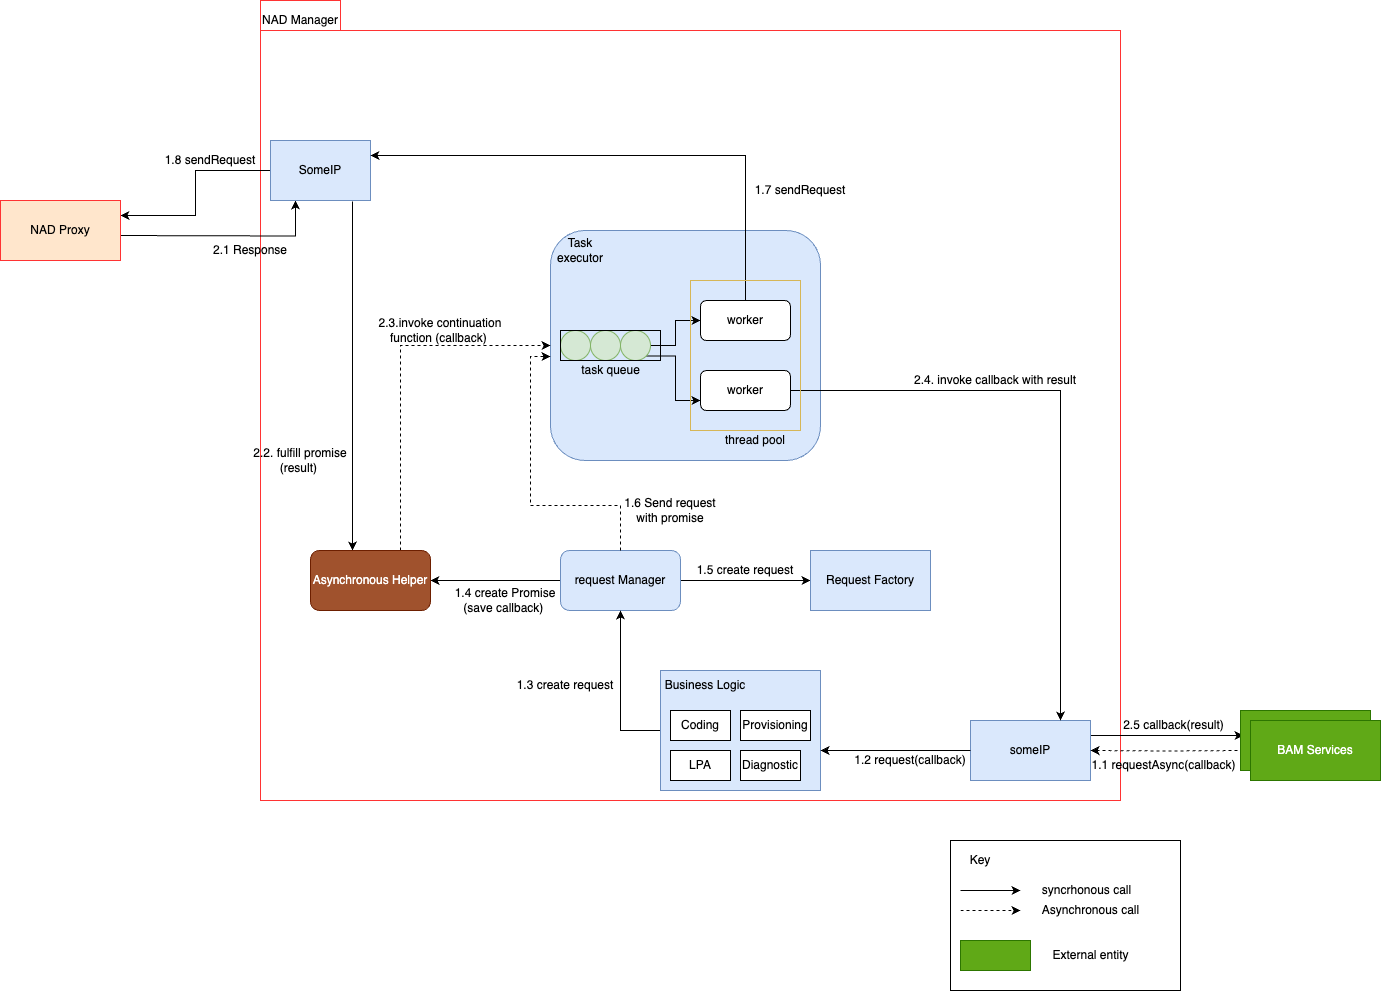 NAD Manager
1.8 sendRequest
SomeIP
1.7 sendRequest
NAD Proxy
2.1 Response
Task
executor
worker
2.3.invoke continuation
function (callback)
task queue
worker
2.4. invoke callback with result
thread pool
2.2. fulfill promise
(result)
1.6 Send request
with promise
Asynchronous Helper
request Manager
1.5 create request
Request Factory
1.4 create Promise
(save callback)
1.3 create request
Business Logic
Coding
Provisioning
LPA
Diagnostic
1.2 request(callback)
someIP
2.5 callback(result)
1.1 requestAsync(callback)
BAM Services
Key
syncrhonous call
Asynchronous call
External entity